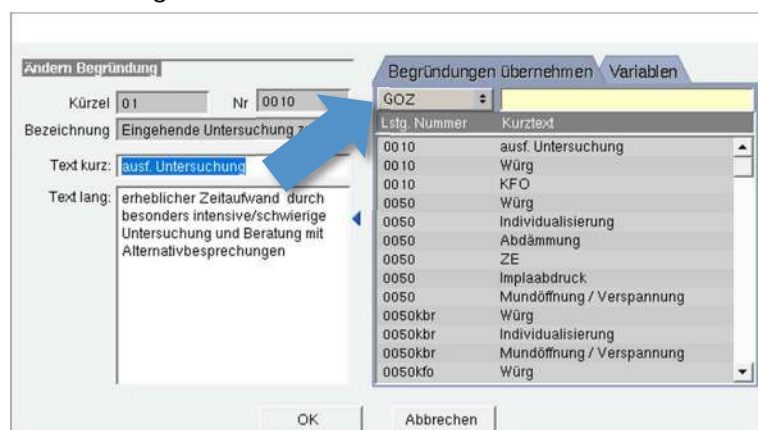 Ändern Begründung
Kürzel 01 Nr 0010
Bezeichnung Eingehende Untersuchung
Text kurz: ausf. Untersuchung
Text lang: erheblicher Zeitaufwand durch
besonders intensive/schwierige
Untersuchung und Beratung mit
Alternativbesprechungen
Begründungen übernehmen Variablen
GOZ
Lstg. Nummer Kurztext
0010 ausf. Untersuchung
0010 Würg
0010 KFO
0050 Würg
0050 Individualisierung
0050 Abdämmung
0050 ZE
0050 Implaabdruck
0050 Mundöffnung / Verspannung
0050kbr Würg
0050kbr Individualisierung
0050kbr Mundöffnung / Verspannung
0050kfo Würg
OK Abbrechen